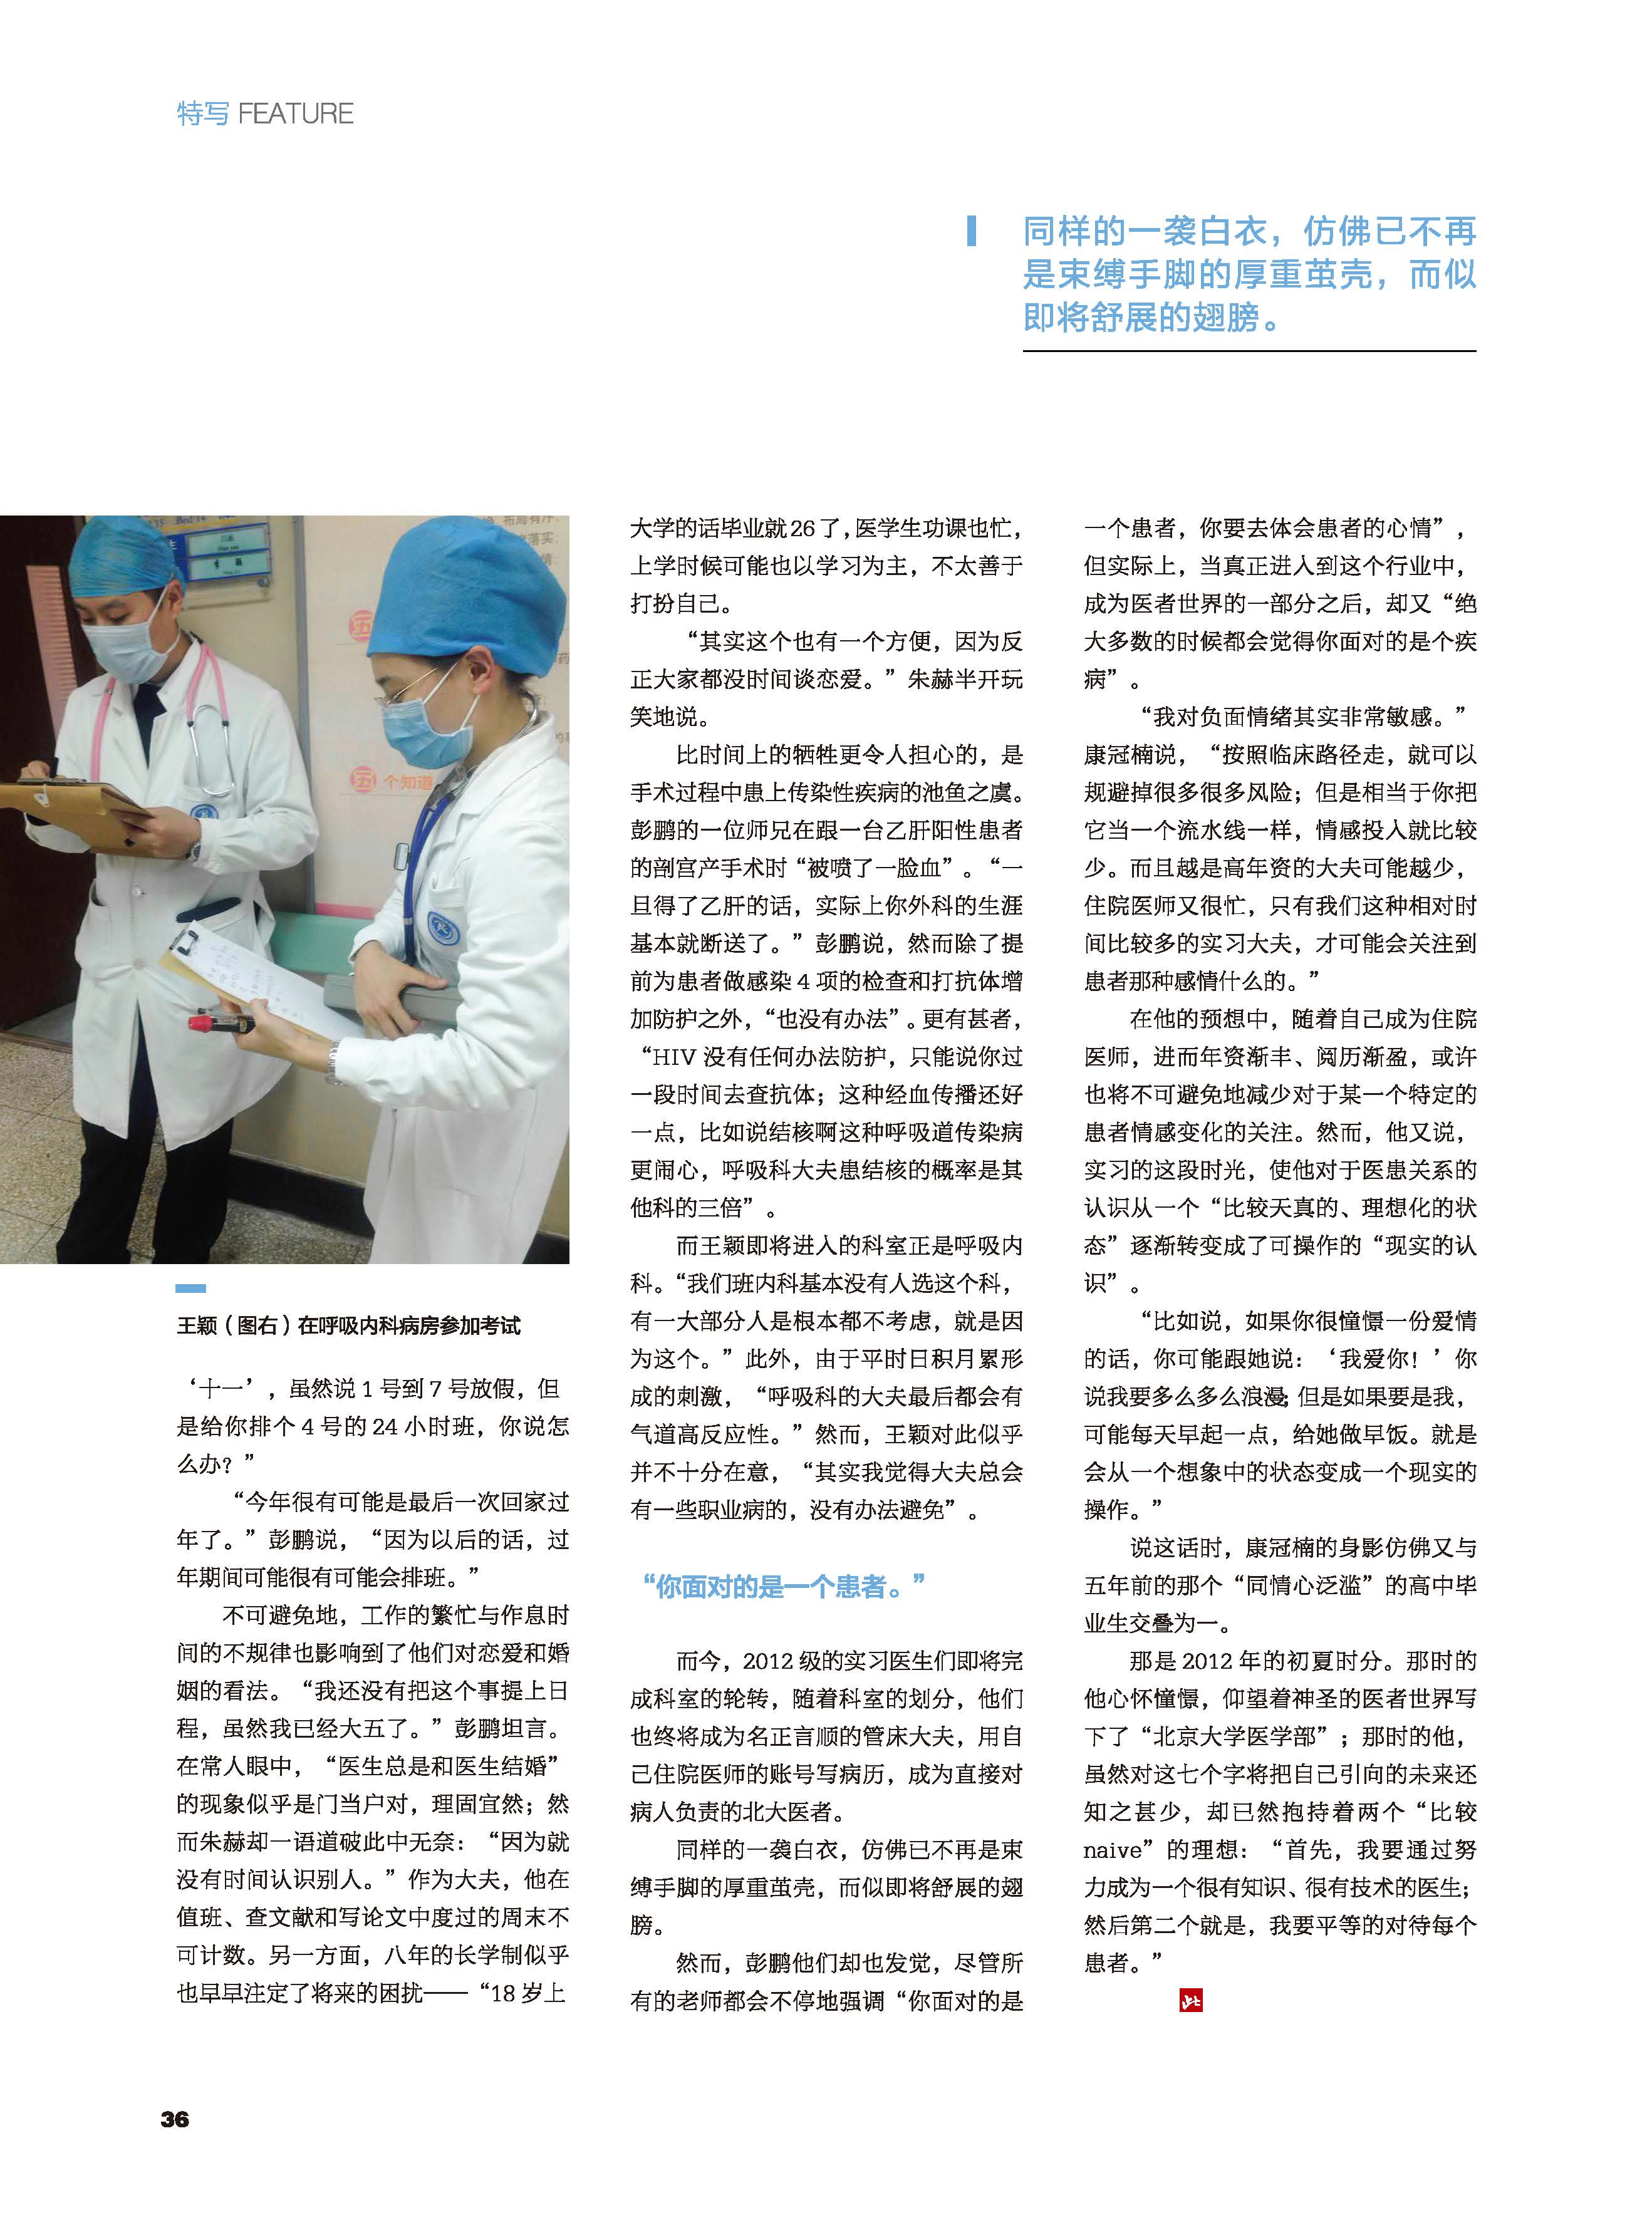 特写 FEATURE
同样的一袭白衣，仿佛已不再
是束缚手脚的厚重茧壳，而似
即将舒展的翅膀。
五 个知道
王颖（图右）在呼吸内科病房参加考试
‘十一’，虽然说 1 号到 7 号放假，但
是给你排个 4 号的 24 小时班，你说怎
么办？”
“今年很有可能是最后一次回家过
年了。”彭鹏说，“因为以后的话，过
年期间可能很有可能会排班。”
不可避免地，工作的繁忙与作息时
间的不规律也影响到了他们对恋爱和婚
姻的看法。“我还没有把这个事提上日
程，虽然我已经大五了。”彭鹏坦言。
在常人眼中，“医生总是和医生结婚”
的现象似乎是门当户对，理固宜然；然
而朱赫却一语道破此中无奈：“因为就
没有时间认识别人。”作为大夫，他在
值班、查文献和写论文中度过的周末不
可计数。另一方面，八年的长学制似乎
也早早注定了将来的困扰——“18 岁上
大学的话毕业就 26 了，医学生功课也忙，
上学时候可能也以学习为主，不太善于
打扮自己。
“其实这个也有一个方便，因为反
正大家都没时间谈恋爱。”朱赫半开玩
笑地说。
比时间上的牺牲更令人担心的，是
手术过程中患上传染性疾病的池鱼之虞。
彭鹏的一位师兄在跟一台乙肝阳性患者
的剖宫产手术时“被喷了一脸血”。“一
旦得了乙肝的话，实际上你外科的生涯
基本就断送了。”彭鹏说，然而除了提
前为患者做感染 4 项的检查和打抗体增
加防护之外，“也没有办法”。更有甚者，
“HIV 没有任何办法防护，只能说你过
一段时间去查抗体；这种经血传播还好
一点，比如说结核啊这种呼吸道传染病
更闹心，呼吸科大夫患结核的概率是其
他科的三倍”。
而王颖即将进入的科室正是呼吸内
科。“我们班内科基本没有人选这个科，
有一大部分人是根本都不考虑，就是因
为这个。”此外，由于平时日积月累形
成的刺激，“呼吸科的大夫最后都会有
气道高反应性。”然而，王颖对此似乎
并不十分在意，“其实我觉得大夫总会
有一些职业病的，没有办法避免”。
“你面对的是一个患者。”
而今，2012 级的实习医生们即将完
成科室的轮转，随着科室的划分，他们
也终将成为名正言顺的管床大夫，用自
己住院医师的账号写病历，成为直接对
病人负责的北大医者。
同样的一袭白衣，仿佛已不再是束
缚手脚的厚重茧壳，而似即将舒展的翅
膀。
然而，彭鹏他们却也发觉，尽管所
有的老师都会不停地强调“你面对的是
一个患者，你要去体会患者的心情”，
但实际上，当真正进入到这个行业中，
成为医者世界的一部分之后，却又“绝
大多数的时候都会觉得你面对的是个疾
病”。
“我对负面情绪其实非常敏感。”
康冠楠说，“按照临床路径走，就可以
规避掉很多很多风险；但是相当于你把
它当一个流水线一样，情感投入就比较
少。而且越是高年资的大夫可能越少，
住院医师又很忙，只有我们这种相对时
间比较多的实习大夫，才可能会关注到
患者那种感情什么的。”
在他的预想中，随着自己成为住院
医师，进而年资渐丰、阅历渐盈，或许
也将不可避免地减少对于某一个特定的
患者情感变化的关注。然而，他又说，
实习的这段时光，使他对于医患关系的
认识从一个“比较天真的、理想化的状
态”逐渐转变成了可操作的“现实的认
识”。
“比如说，如果你很憧憬一份爱情
的话，你可能跟她说：‘我爱你！’你
说我要多么多么浪漫；但是如果要是我，
可能每天早起一点，给她做早饭。就是
会从一个想象中的状态变成一个现实的
操作。”
说这话时，康冠楠的身影仿佛又与
五年前的那个“同情心泛滥”的高中毕
业生交叠为一。
那是 2012 年的初夏时分。那时的
他心怀憧憬，仰望着神圣的医者世界写
下了“北京大学医学部”；那时的他，
虽然对这七个字将把自己引向的未来还
知之甚少，却已然抱持着两个“比较
naive”的理想：“首先，我要通过努
力成为一个很有知识、很有技术的医生；
然后第二个就是，我要平等的对待每个
患者。”
36